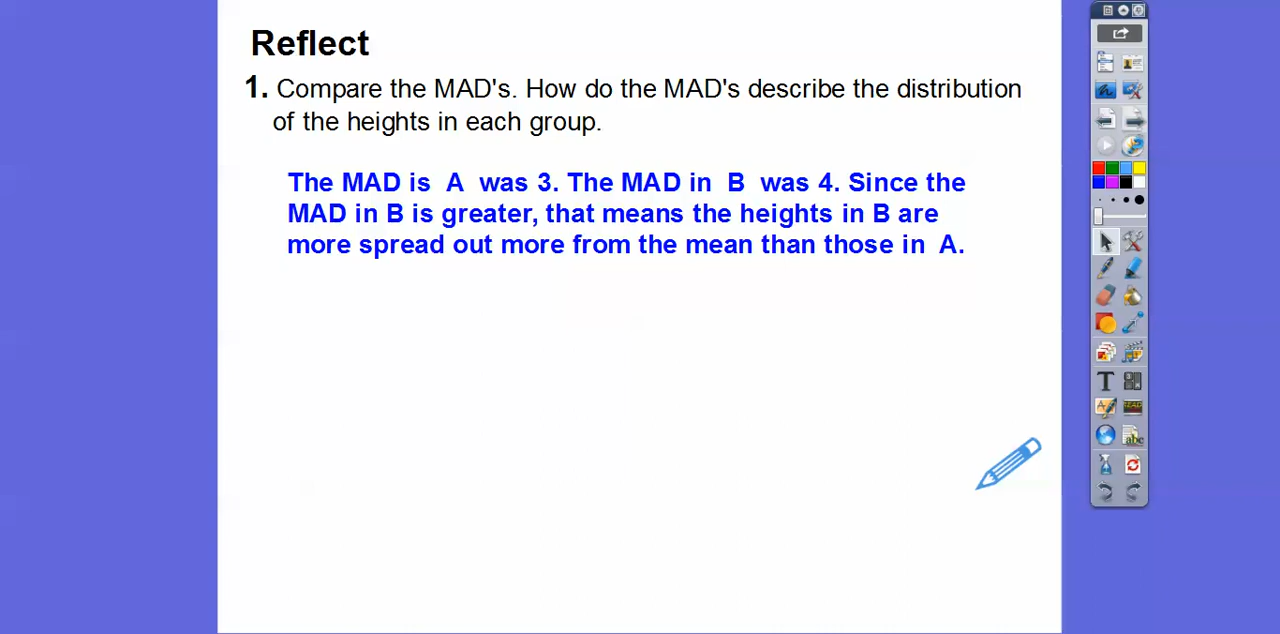 Reflect
1. Compare the MAD's. How do the MAD's describe the distribution
of the heights in each group.
The MAD is A was 3. The MAD in B was 4. Since the
MAD in B is greater, that means the heights in B are
more spread out more from the mean than those in A.